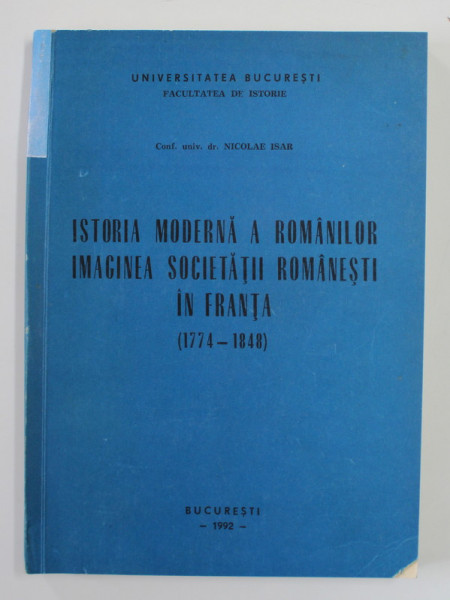 UNIVERSITATEA BUCUREȘTI
FACULTATEA DE ISTORIE
Conf. univ. dr. NICOLAE ISAR
ISTORIA MODERNĂ A ROMÂNILOR
IMAGINEA SOCIETĂŢII ROMÂNEŞTI
ÎN FRANŢA
(1774 – 1848)
BUCUREŞTI
– 1992 –